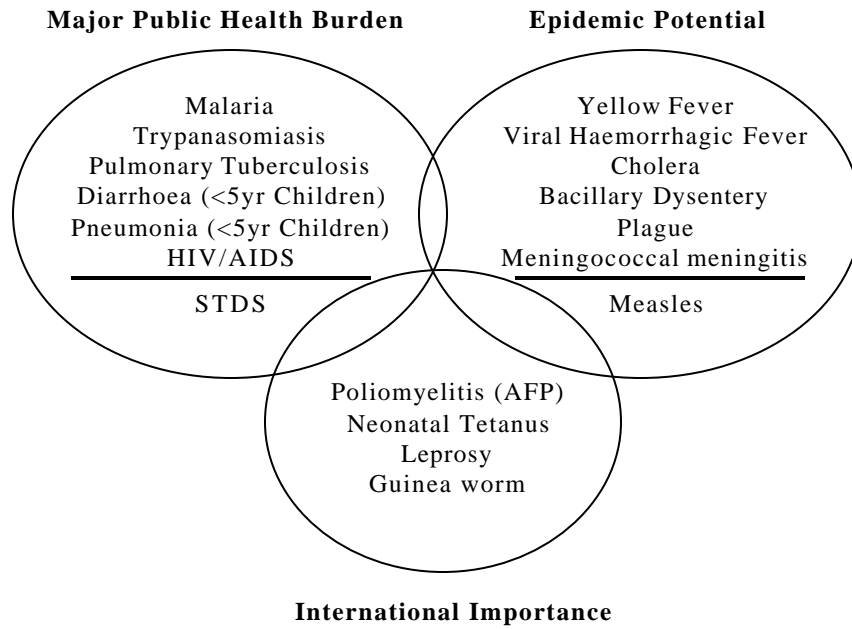 Major Public Health Burden
Epidemic Potential
Malaria
Trypanasomiasis
Pulmonary Tuberculosis
Diarrhoea (<5yr Children)
Pneumonia (<5yr Children)
HIV/AIDS
STDS
Yellow Fever
Viral Haemorrhagic Fever
Cholera
Bacillary Dysentery
Plague
Meningococcal meningitis
Measles
Poliomyelitis (AFP)
Neonatal Tetanus
Leprosy
Guinea worm
International Importance